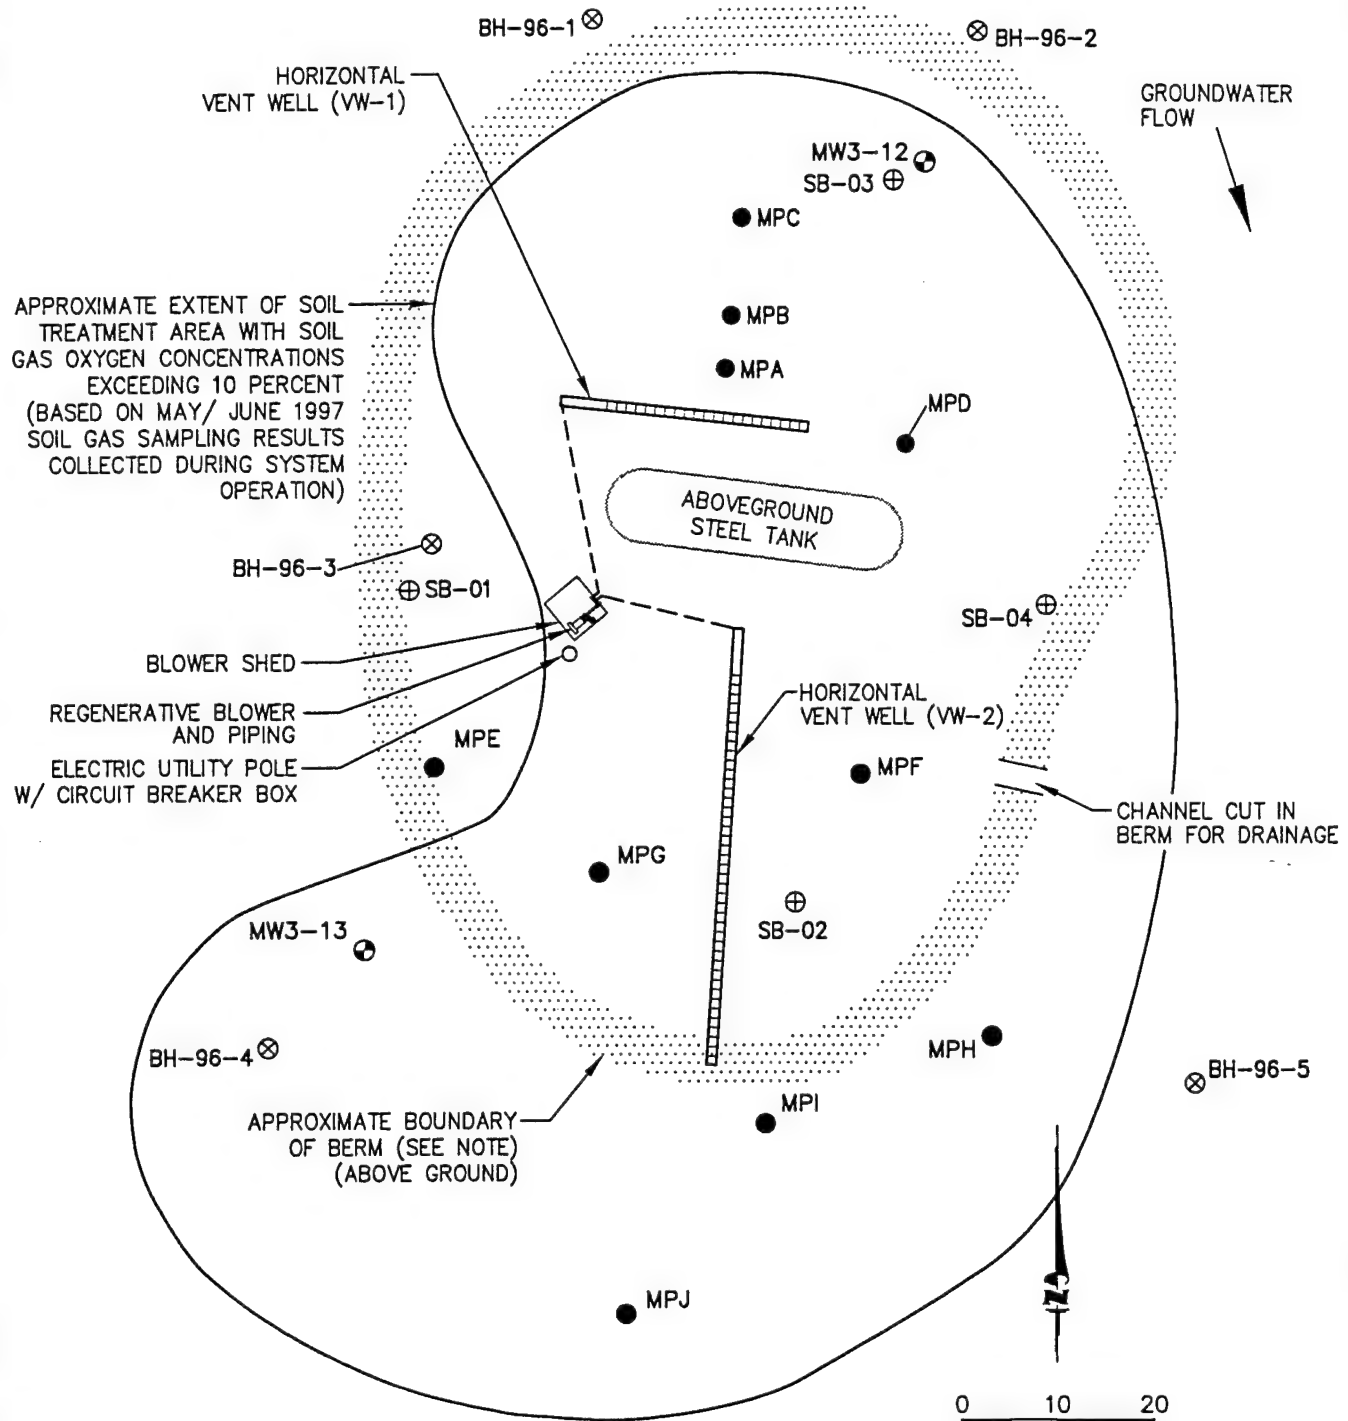 BH-96-1
BH-96-2
HORIZONTAL
VENT WELL (VW-1)
GROUNDWATER
FLOW
MW3-12
SB-03
MPC
APPROXIMATE EXTENT OF SOIL
TREATMENT AREA WITH SOIL
GAS OXYGEN CONCENTRATIONS
EXCEEDING 10 PERCENT
(BASED ON MAY/ JUNE 1997
SOIL GAS SAMPLING RESULTS
COLLECTED DURING SYSTEM
OPERATION)
MPB
MPA
MPD
ABOVEGROUND
STEEL TANK
BH-96-3
SB-01
SB-04
BLOWER SHED
REGENERATIVE BLOWER
AND PIPING
ELECTRIC UTILITY POLE
W/ CIRCUIT BREAKER BOX
HORIZONTAL
VENT WELL (VW-2)
MPE
MPF
CHANNEL CUT IN
BERM FOR DRAINAGE
MPG
SB-02
MW3-13
BH-96-4
MPH
BH-96-5
MPI
APPROXIMATE BOUNDARY
OF BERM (SEE NOTE)
(ABOVE GROUND)
MPJ
N
0 10 20